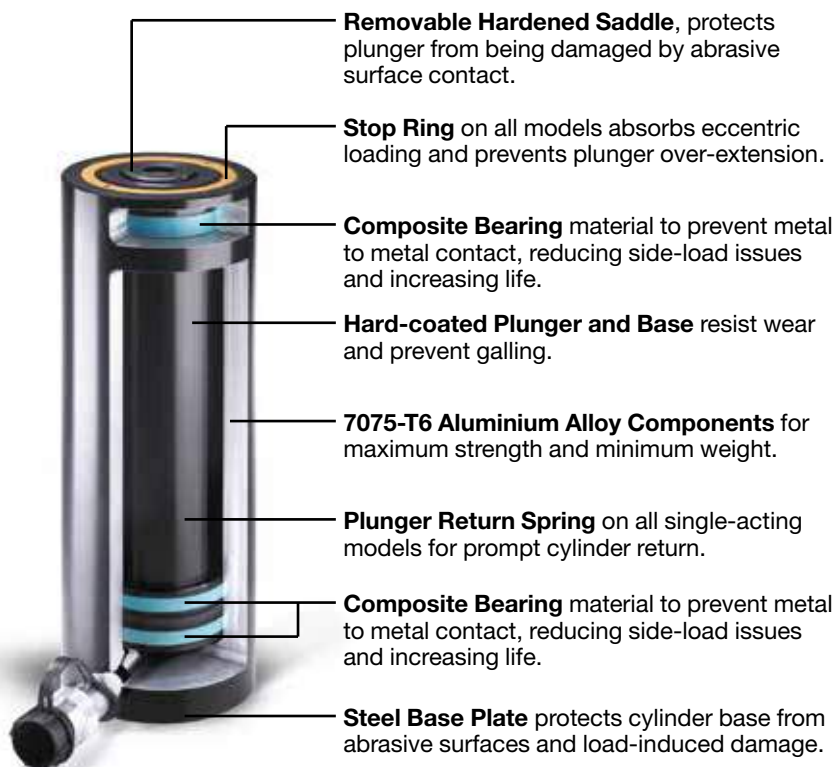 Removable Hardened Saddle, protects
plunger from being damaged by abrasive
surface contact.
Stop Ring on all models absorbs eccentric
loading and prevents plunger over-extension.
Composite Bearing material to prevent metal
to metal contact, reducing side-load issues
and increasing life.
Hard-coated Plunger and Base resist wear
and prevent galling.
7075-T6 Aluminium Alloy Components for
maximum strength and minimum weight.
Plunger Return Spring on all single-acting
models for prompt cylinder return.
Composite Bearing material to prevent metal
to metal contact, reducing side-load issues
and increasing life.
Steel Base Plate protects cylinder base from
abrasive surfaces and load-induced damage.